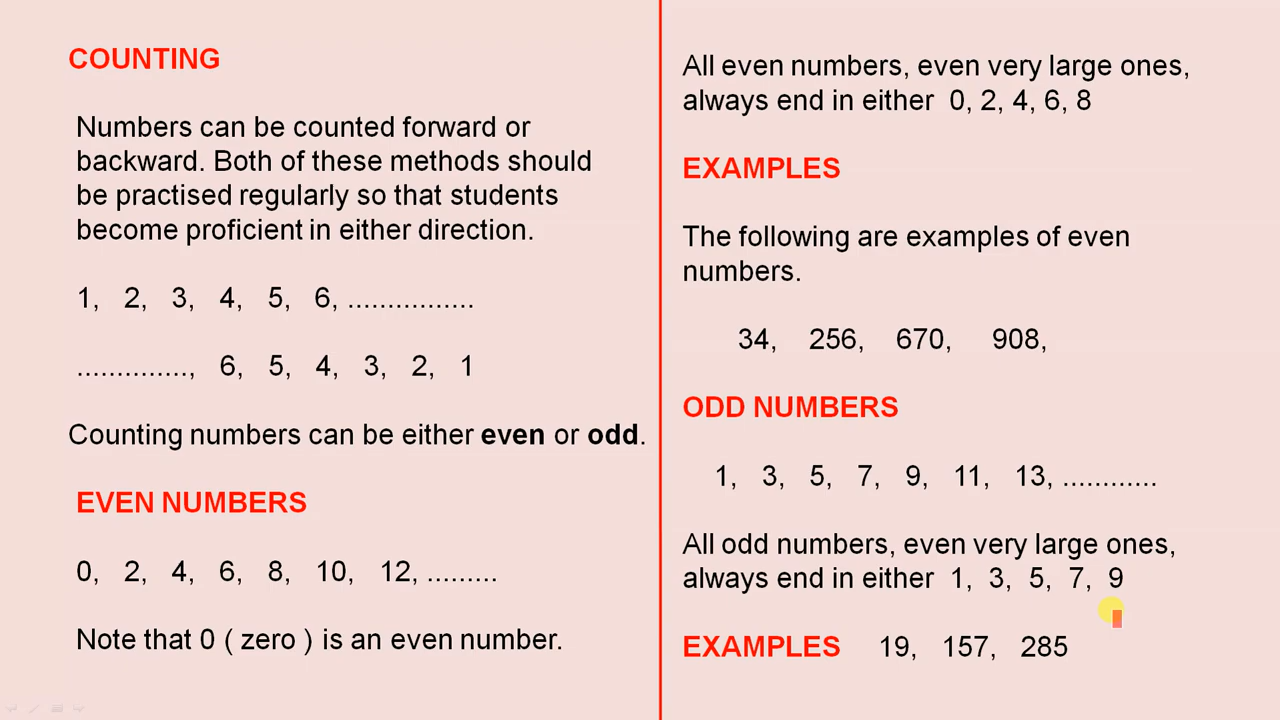 COUNTING
Numbers can be counted forward or
backward. Both of these methods should
be practised regularly so that students
become proficient in either direction.
1, 2, 3, 4, 5, 6, ................
.............., 6, 5, 4, 3, 2, 1
Counting numbers can be either even or odd.
EVEN NUMBERS
0, 2, 4, 6, 8, 10, 12, .........
Note that 0 ( zero ) is an even number.
All even numbers, even very large ones,
always end in either 0, 2, 4, 6, 8
EXAMPLES
The following are examples of even
numbers.
34, 256, 670, 908,
ODD NUMBERS
1, 3, 5, 7, 9, 11, 13, ............
All odd numbers, even very large ones,
always end in either 1, 3, 5, 7, 9
EXAMPLES 19, 157, 285